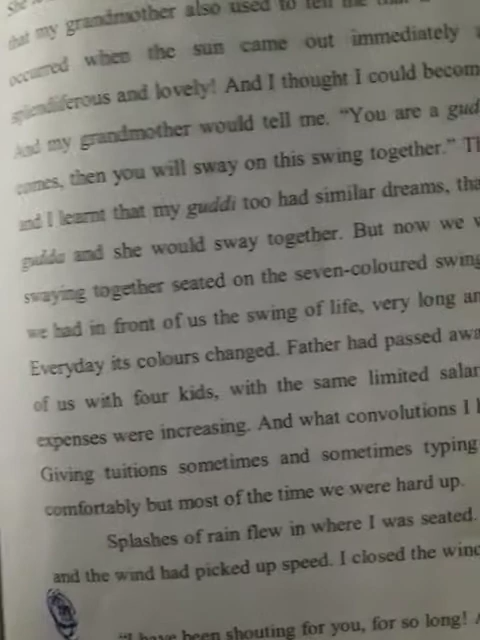 that my grandmother also used to tell me that
occurred when the sun came out immediately
splendiferous and lovely! And I thought I could becom
And my grandmother would tell me. "You are a gud
comes, then you will sway on this swing together." Th
and I learnt that my guddi too had similar dreams, tha
gudda and she would sway together. But now we w
swaying together seated on the seven-coloured swing
we had in front of us the swing of life, very long an
Everyday its colours changed. Father had passed awa
of us with four kids, with the same limited salar
expenses were increasing. And what convolutions I
Giving tuitions sometimes and sometimes typing
comfortably but most of the time we were hard up.
Splashes of rain flew in where I was seated.
and the wind had picked up speed. I closed the wind
"I have been shouting for you, for so long!